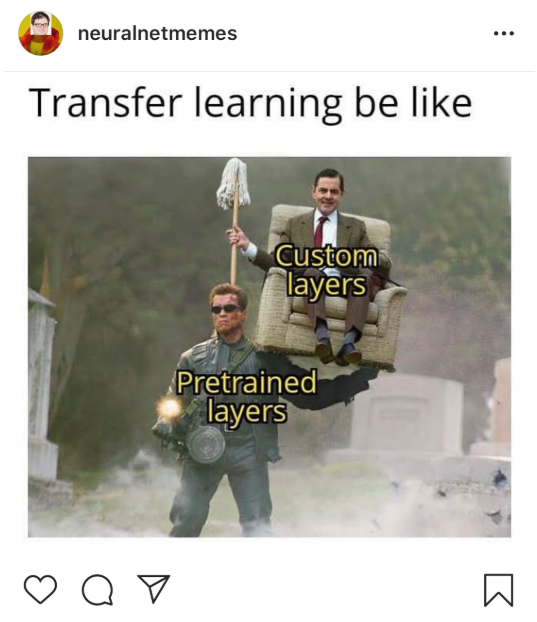 neuralnetmemes
Transfer learning be like
Custom
layers
Pretrained
layers